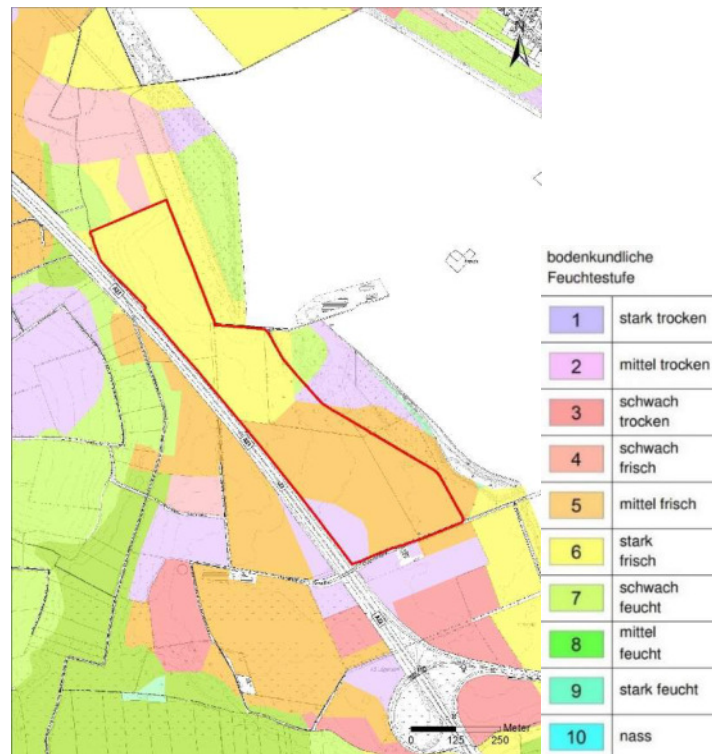 N
bodenkundliche
Feuchtestufe
1 stark trocken
2 mittel trocken
3 schwach
trocken
4 schwach
frisch
5 mittel frisch
6 stark
frisch
7 schwach
feucht
8 mittel
feucht
9 stark feucht
10 nass
Meter
0 125 250